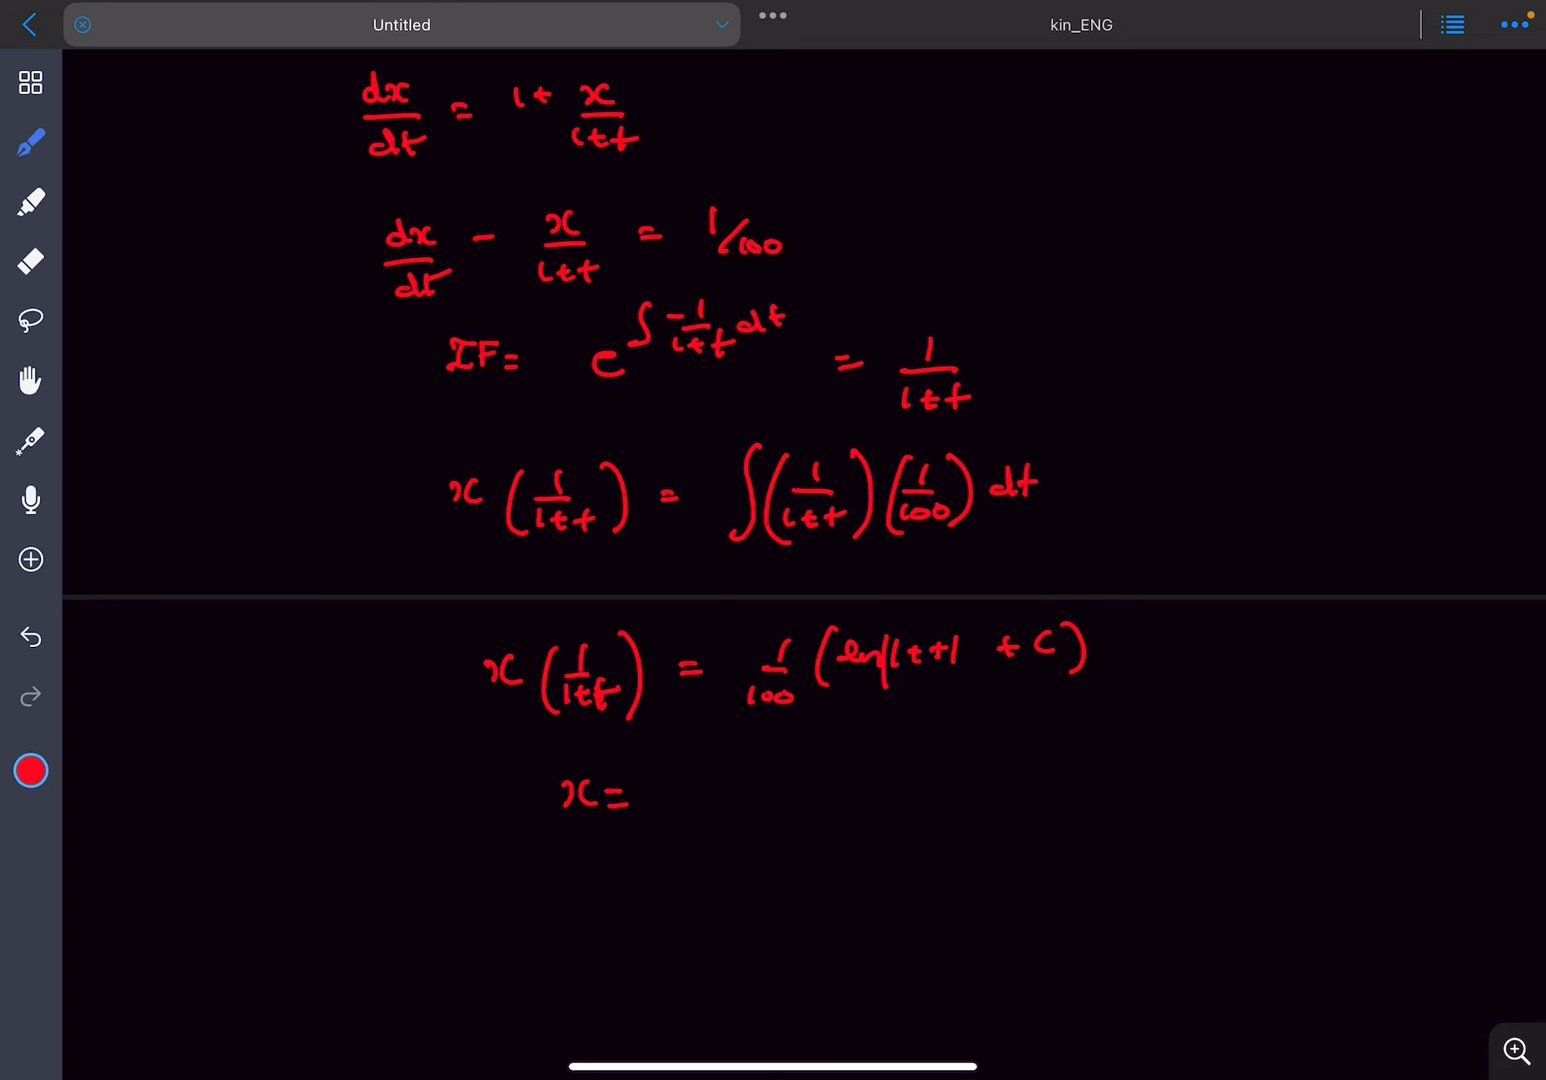 Untitled
kin_ENG
dx/dt = 1 + x/(1+t)
dx/dt - x/(1+t) = 1/100
IF = e^(∫ -1/(1+t) dt) = 1/(1+t)
x (1/(1+t)) = ∫ (1/(1+t)) (1/100) dt
x (1/(1+t)) = 1/100 (ln|1+t| + C)
x =